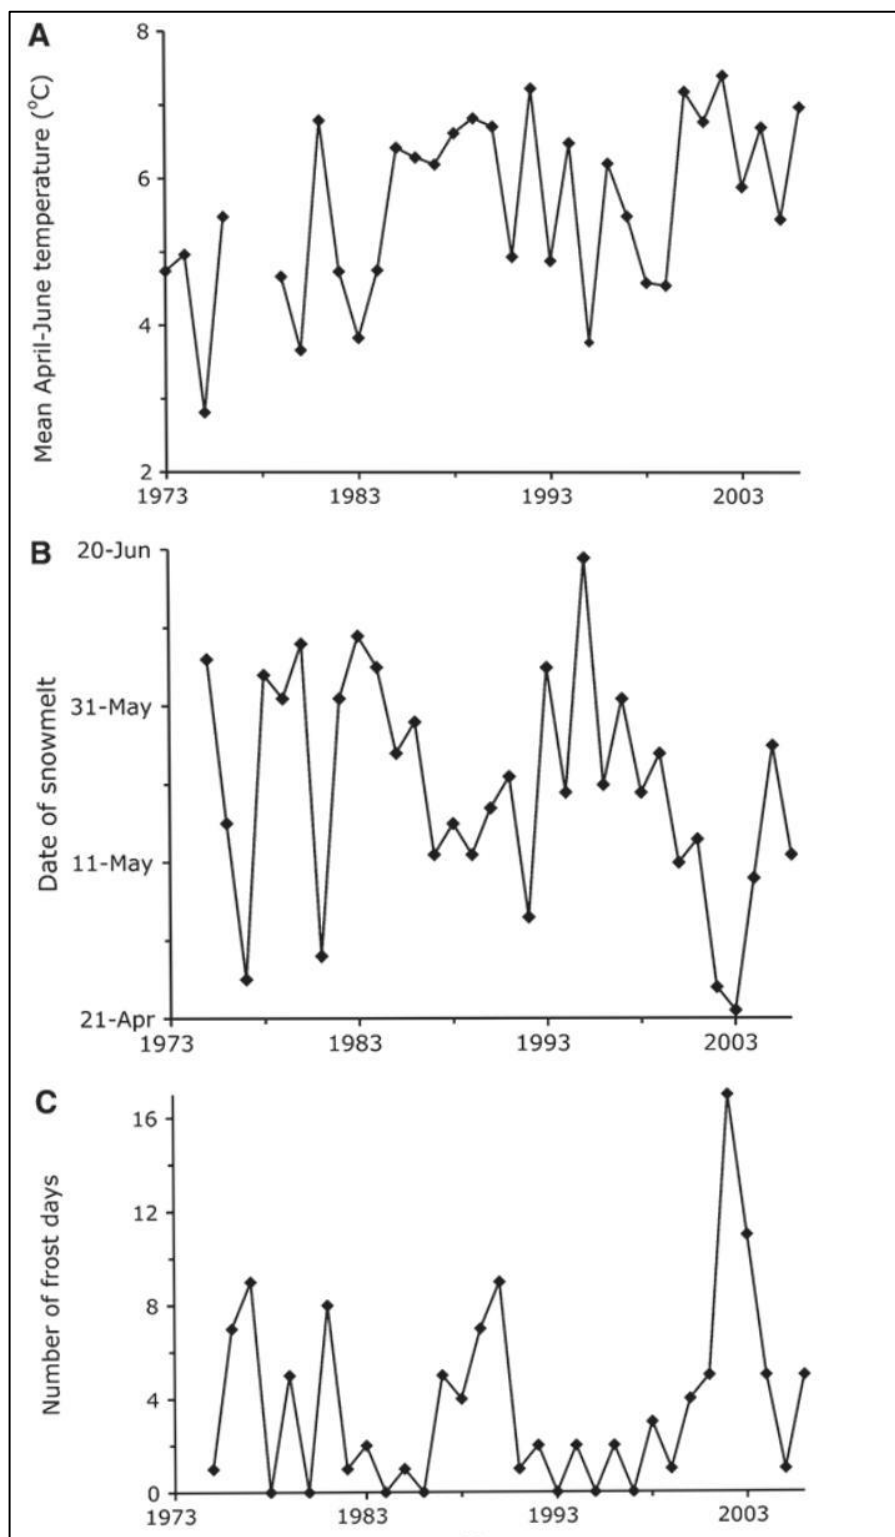 A
Mean April-June temperature (°C)
8
6
4
2
1973 1983 1993 2003
B
Date of snowmelt
20-Jun
31-May
11-May
21-Apr
1973 1983 1993 2003
C
Number of frost days
16
12
8
4
0
1973 1983 1993 2003